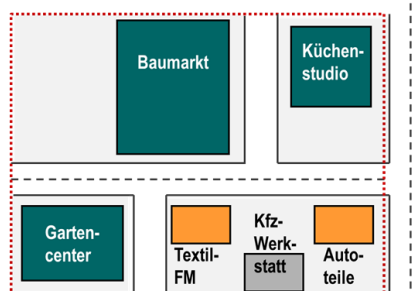 Baumarkt
Küchen-
studio
Garten-
center
Textil-
FM
Kfz-
Werk-
statt
Auto-
teile